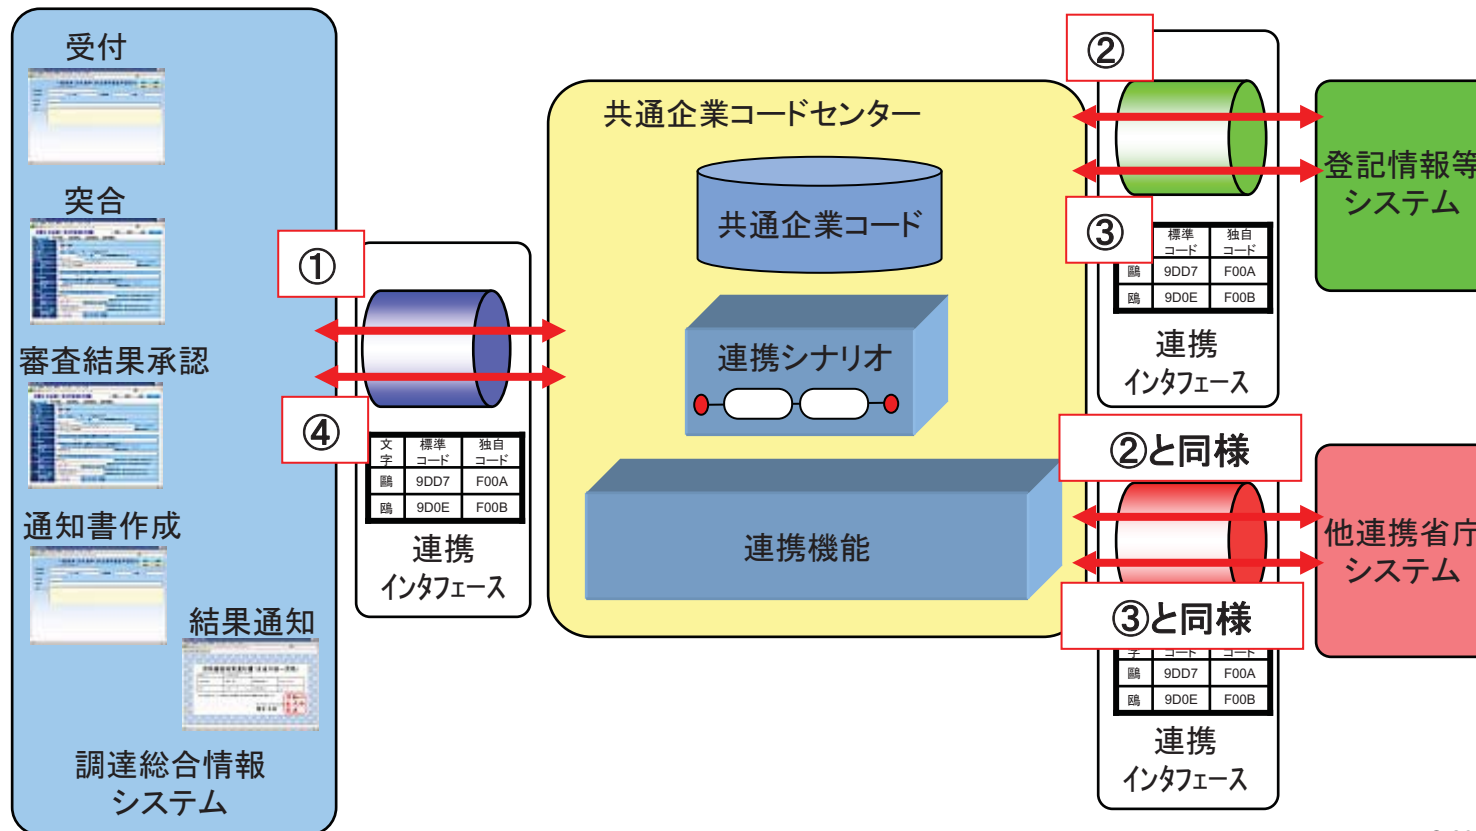 受付
突合
審査結果承認
通知書作成
結果通知
調達総合情報
システム
①
④
文字 標準コード 独自コード
鷗 9DD7 F00A
鴎 9D0E F00B
連携
インタフェース
共通企業コードセンター
共通企業コード
連携シナリオ
連携機能
②
③
標準コード 独自コード
鷗 9DD7 F00A
鴎 9D0E F00B
連携
インタフェース
登記情報等
システム
②と同様
③と同様
字 コード コード
鷗 9DD7 F00A
鴎 9D0E F00B
連携
インタフェース
他連携省庁
システム